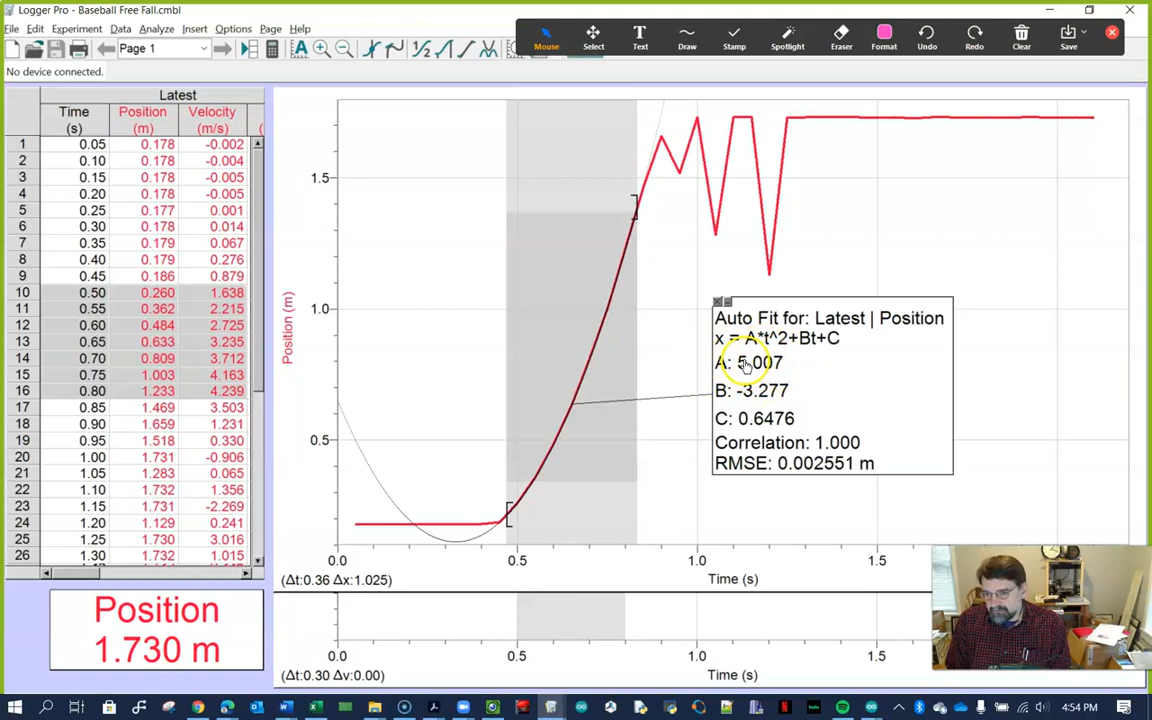 Logger Pro - Baseball Free Fall.cmbl
File Edit Experiment Data Analyze Insert Options Page Help
Page 1
No device connected.
Mouse Select Text Draw Stamp Spotlight Eraser Format Undo Redo Clear Save
Latest
Time Position Velocity
(s) (m) (m/s)
1 0.05 0.178 -0.002
2 0.10 0.178 -0.004
3 0.15 0.178 -0.005
4 0.20 0.178 -0.005
5 0.25 0.177 0.001
6 0.30 0.178 0.014
7 0.35 0.179 0.067
8 0.40 0.179 0.276
9 0.45 0.186 0.879
10 0.50 0.260 1.638
11 0.55 0.362 2.215
12 0.60 0.484 2.725
13 0.65 0.633 3.235
14 0.70 0.809 3.712
15 0.75 1.003 4.163
16 0.80 1.233 4.239
17 0.85 1.469 3.503
18 0.90 1.659 1.231
19 0.95 1.518 0.330
20 1.00 1.731 -0.906
21 1.05 1.283 0.065
22 1.10 1.732 1.356
23 1.15 1.731 -2.269
24 1.20 1.129 0.241
25 1.25 1.730 3.016
26 1.30 1.732 1.015
Position
1.730 m
Position (m)
1.5
1.0
0.5
Auto Fit for: Latest | Position
x = A*t^2+Bt+C
A: 5.007
B: -3.277
C: 0.6476
Correlation: 1.000
RMSE: 0.002551 m
0.0 0.5 1.0 1.5
(Δt:0.36 Δx:1.025)
Time (s) Time (s)
0.0 0.5 1.0 1.5
(Δt:0.30 Δv:0.00)
Time (s) Time (s)
4:54 PM